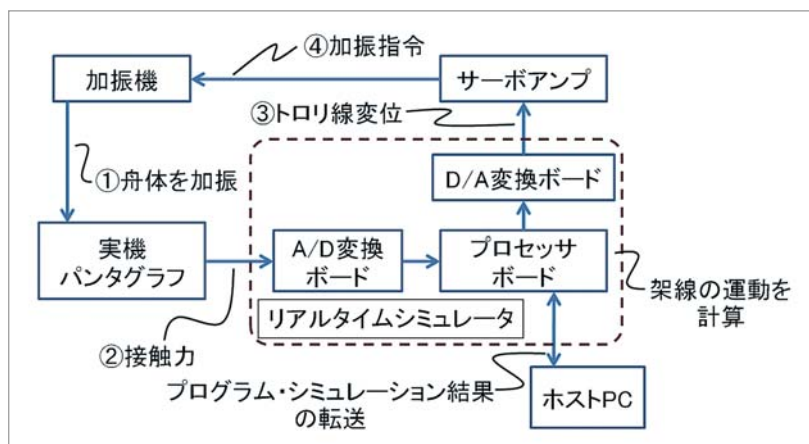 ④加振指令
加振機
サーボアンプ
③トロリ線変位
①舟体を加振
D/A変換ボード
実機
パンタグラフ
A/D変換
ボード
プロセッサ
ボード
架線の運動を
計算
リアルタイムシミュレータ
②接触力
プログラム・シミュレーション結果
の転送
ホストPC